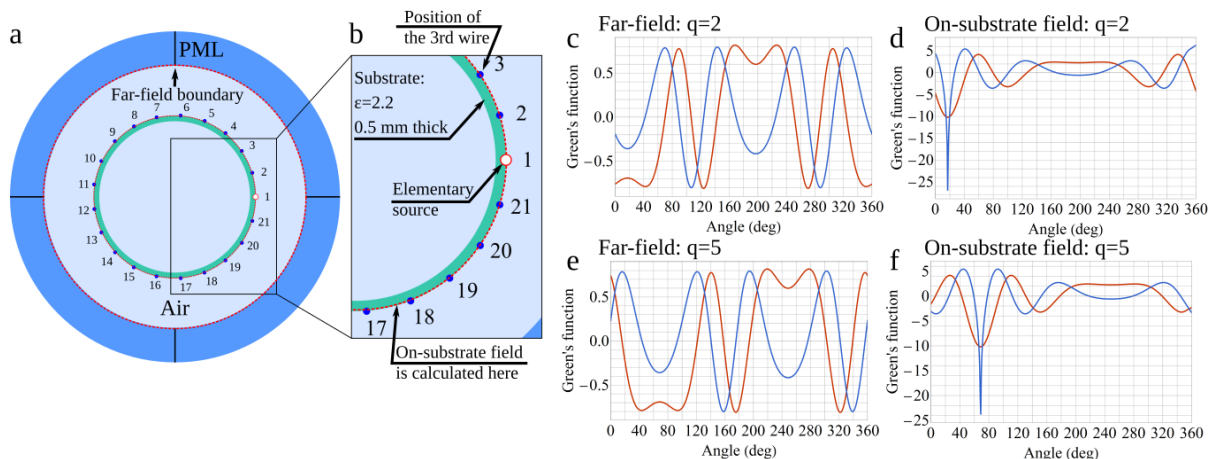 a
PML
Far-field boundary
1
2
3
4
5
6
7
8
9
10
11
12
13
14
15
16
17
18
19
20
21
Air
b
Position of
the 3rd wire
Substrate:
ε=2.2
0.5 mm thick
Elementary
source
3
2
1
21
20
19
18
17
On-substrate field
is calculated here
c
Far-field: q=2
Green's function
0.5
0.0
−0.5
0 40 80 120 160 200 240 280 320 360
Angle (deg)
d
On-substrate field: q=2
Green's function
5
0
−5
−10
−15
−20
−25
0 40 80 120 160 200 240 280 320 360
Angle (deg)
e
Far-field: q=5
Green's function
0.5
0.0
−0.5
0 40 80 120 160 200 240 280 320 360
Angle (deg)
f
On-substrate field: q=5
Green's function
5
0
−5
−10
−15
−20
−25
0 40 80 120 160 200 240 280 320 360
Angle (deg)